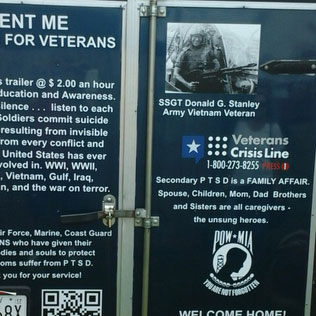 ENT ME
FOR VETERANS
s trailer @ $ 2.00 an hour
ducation and Awareness.
ilence . . . listen to each
Soldiers commit suicide
resulting from invisible
rom every conflict and
United States has ever
volved in. WWI, WWII,
, Vietnam, Gulf, Iraq,
n, and the war on terror.
ir Force, Marine, Coast Guard
NS who have given their
dies and souls to protect
oms suffer from P T S D.
k you for your service!
SSGT Donald G. Stanley
Army Vietnam Veteran
Veterans
Crisis Line
1-800-273-8255 PRESS 1
Secondary P T S D is a FAMILY AFFAIR.
Spouse, Children, Mom, Dad Brothers
and Sisters are all caregivers -
the unsung heroes.
POW★MIA
YOU ARE NOT FORGOTTEN
WELCOME HOME!